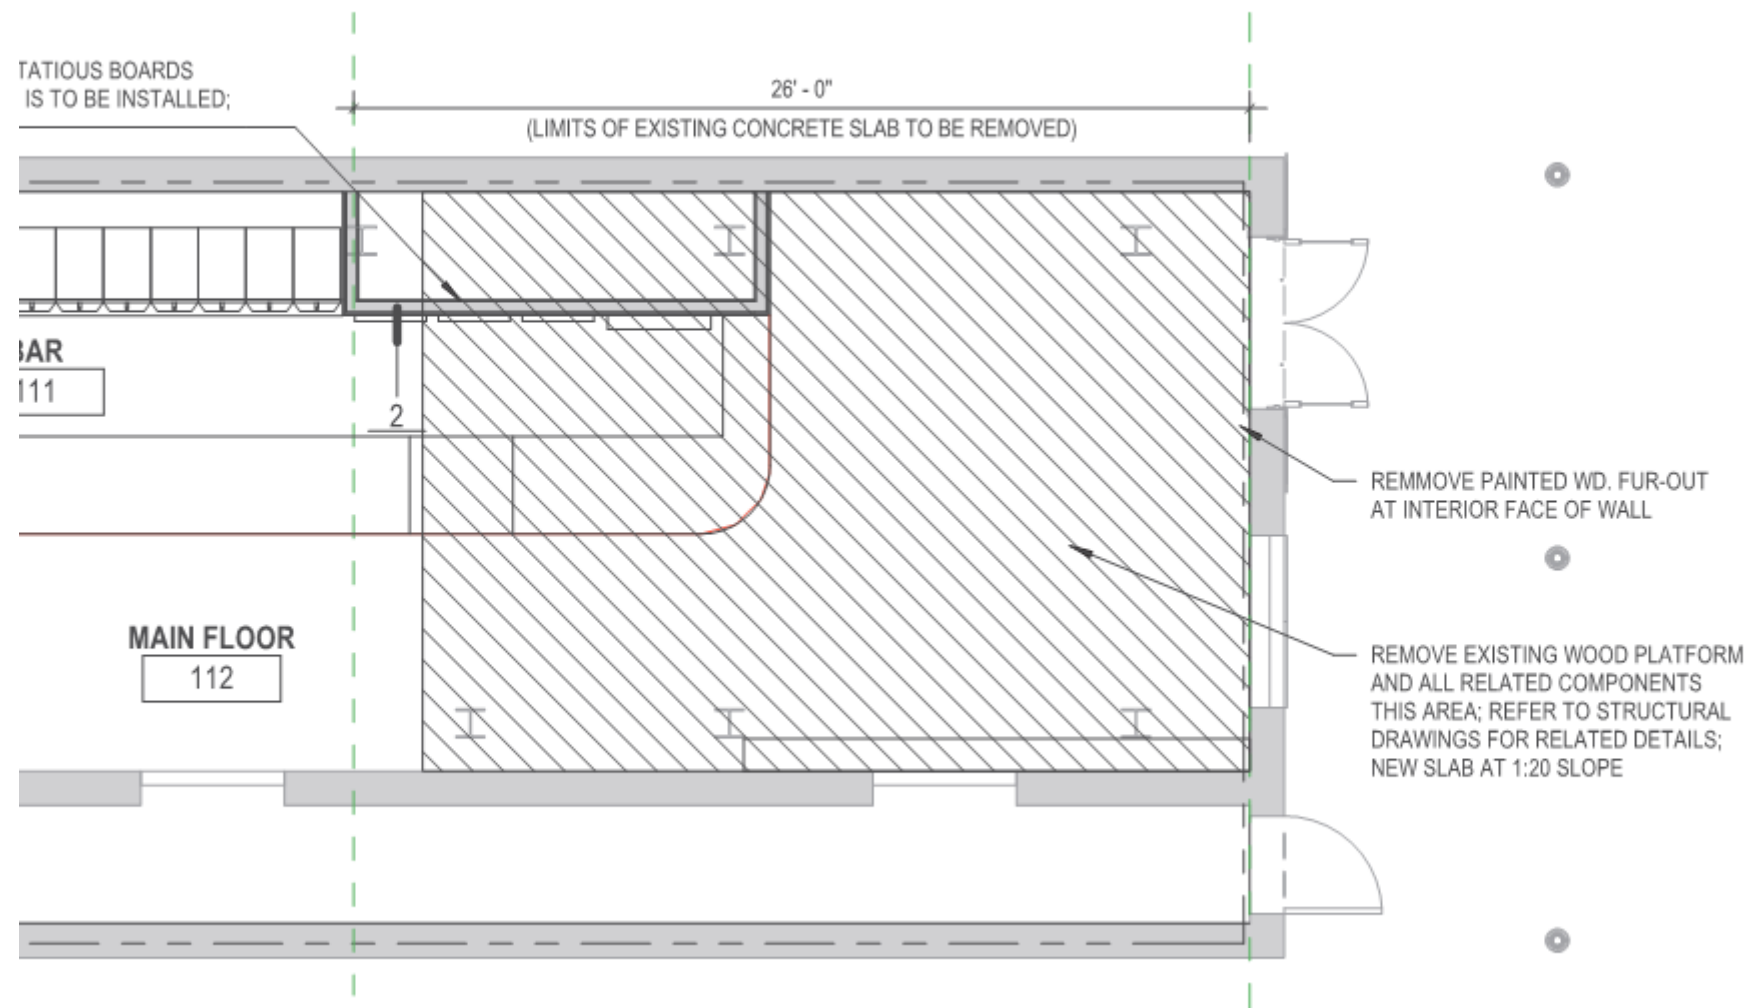 TATIOUS BOARDS
IS TO BE INSTALLED;
26' - 0"
(LIMITS OF EXISTING CONCRETE SLAB TO BE REMOVED)
BAR
111
2
REMMOVE PAINTED WD. FUR-OUT
AT INTERIOR FACE OF WALL
MAIN FLOOR
112
REMOVE EXISTING WOOD PLATFORM
AND ALL RELATED COMPONENTS
THIS AREA; REFER TO STRUCTURAL
DRAWINGS FOR RELATED DETAILS;
NEW SLAB AT 1:20 SLOPE